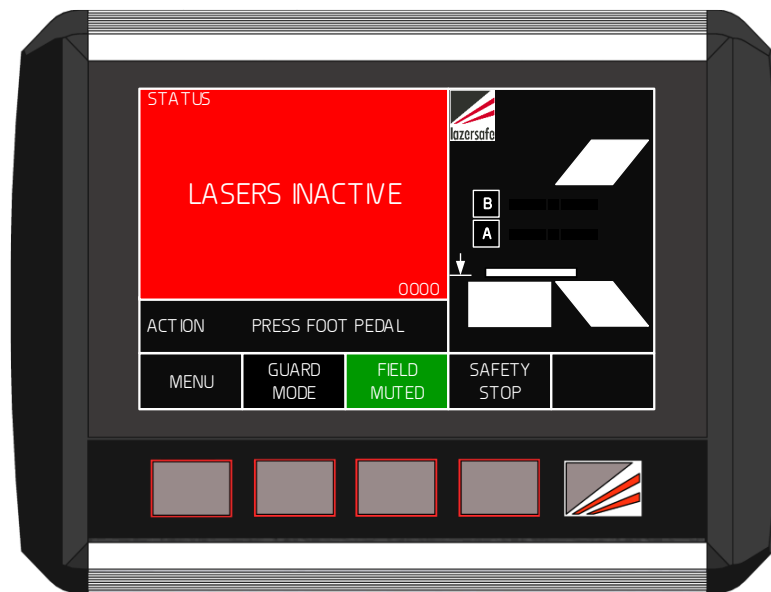 STATUS
LASERS INACTIVE
0000
ACTION PRESS FOOT PEDAL
lazersafe
B
A
MENU
GUARD
MODE
FIELD
MUTED
SAFETY
STOP